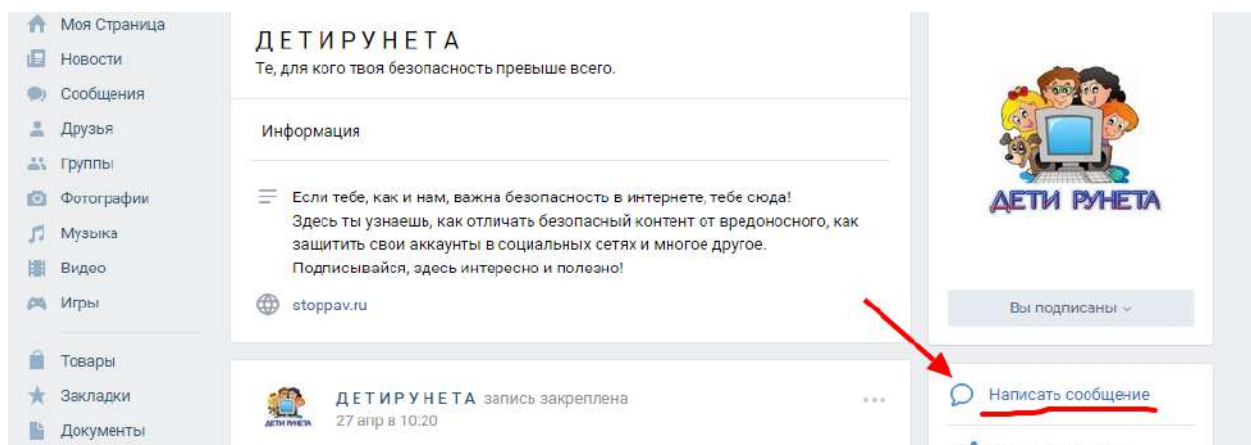 Моя Страница
Новости
Сообщения
Друзья
Группы
Фотографии
Музыка
Видео
Игры
Товары
Закладки
Документы
ДЕТИРУНЕТА
Те, для кого твоя безопасность превыше всего.
Информация
Если тебе, как и нам, важна безопасность в интернете, тебе сюда!
Здесь ты узнаешь, как отличать безопасный контент от вредоносного, как
защитить свои аккаунты в социальных сетях и многое другое.
Подписывайся, здесь интересно и полезно!
stoppav.ru
ДЕТИ РУНЕТА
ДЕТИРУНЕТА запись закреплена
27 апр в 10:20
ДЕТИ РУНЕТА
Вы подписаны
Написать сообщение